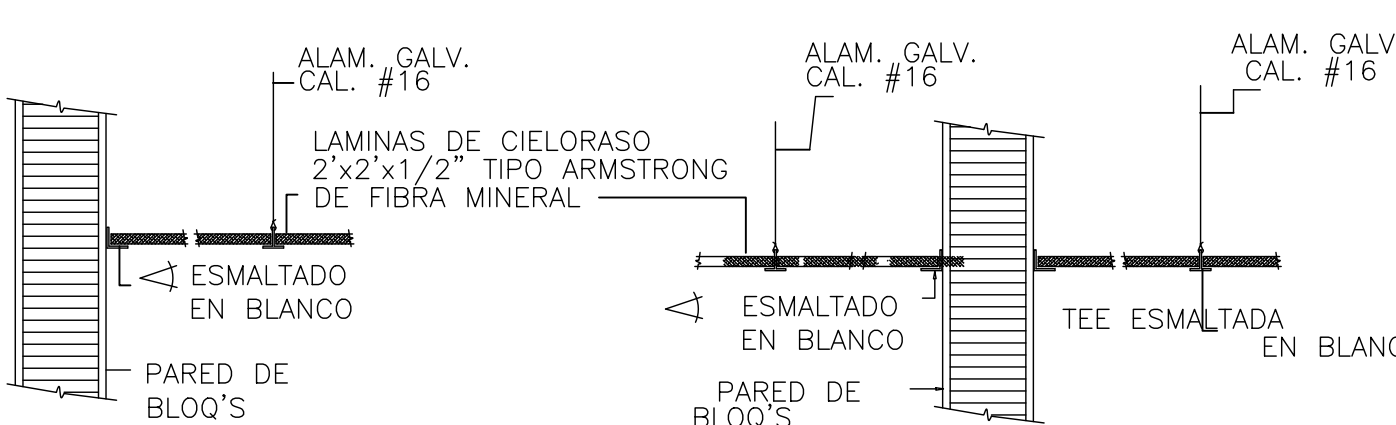 ALAM. GALV.
CAL. #16
LAMINAS DE CIELORASO
2'x2'x1/2" TIPO ARMSTRONG
DE FIBRA MINERAL
ESMALTADO
EN BLANCO
PARED DE
BLOQ'S
ALAM. GALV.
CAL. #16
ESMALTADO
EN BLANCO
PARED DE
BLOQ'S
ALAM. GALV
CAL. #16
TEE ESMALTADA
EN BLANC